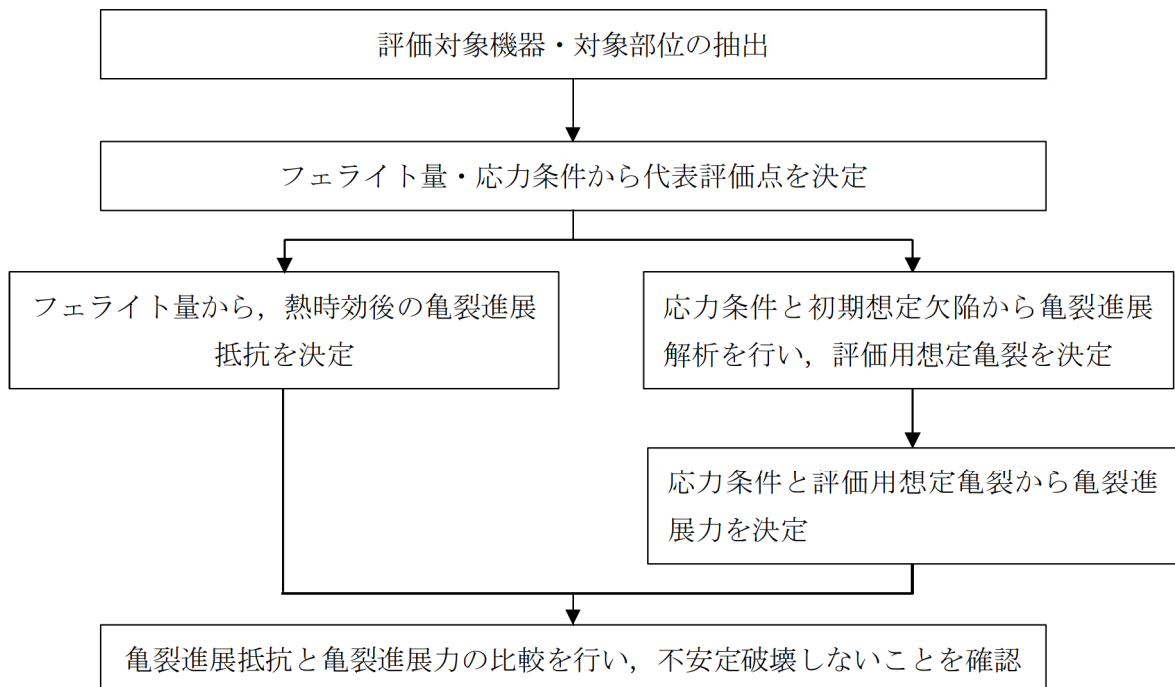 評価対象機器・対象部位の抽出
フェライト量・応力条件から代表評価点を決定
フェライト量から，熱時効後の亀裂進展
抵抗を決定
応力条件と初期想定欠陥から亀裂進展
解析を行い，評価用想定亀裂を決定
応力条件と評価用想定亀裂から亀裂進
展力を決定
亀裂進展抵抗と亀裂進展力の比較を行い，不安定破壊しないことを確認